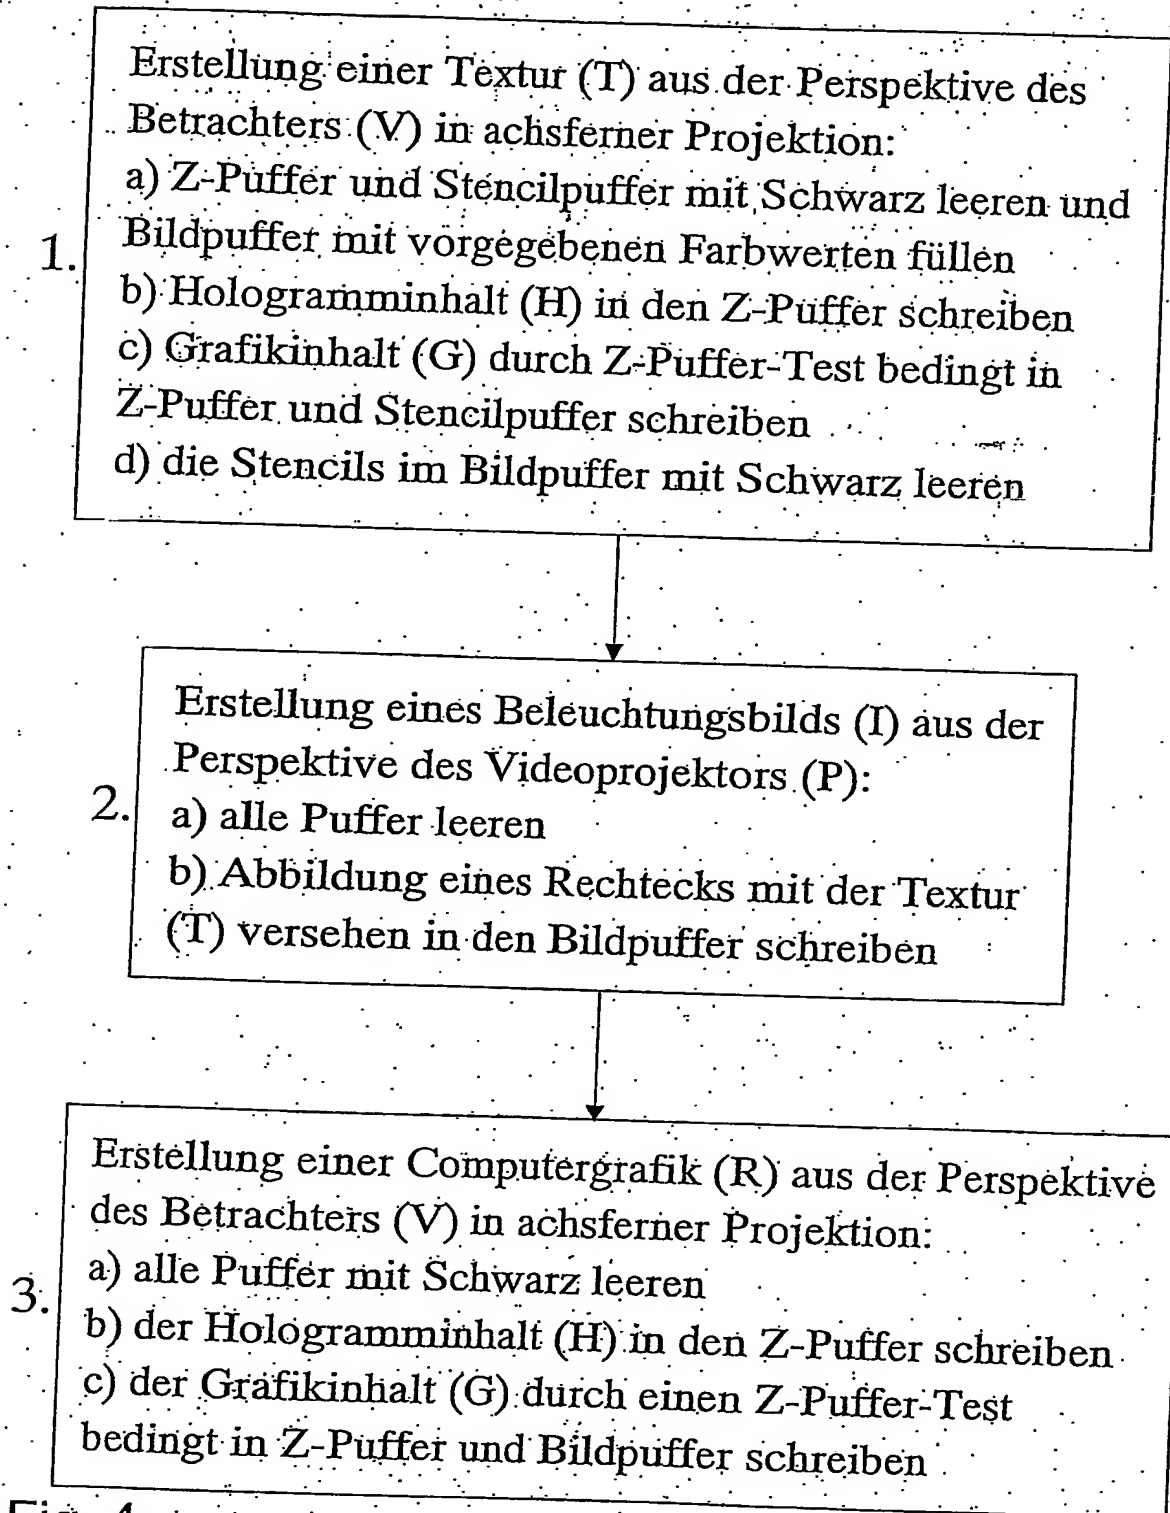 Erstellung einer Textur (T) aus der Perspektive des
Betrachters (V) in achsferner Projektion:
a) Z-Puffer und Stencilpuffer mit Schwarz leeren und
Bildpuffer mit vorgegebenen Farbwerten füllen
1.
b) Hologramminhalt (H) in den Z-Puffer schreiben
c) Grafikinhalt (G) durch Z-Puffer-Test bedingt in
Z-Puffer und Stencilpuffer schreiben
d) die Stencils im Bildpuffer mit Schwarz leeren
Erstellung eines Beleuchtungsbilds (I) aus der
Perspektive des Videoprojektors (P):
2.
a) alle Puffer leeren
b) Abbildung eines Rechtecks mit der Textur
(T) versehen in den Bildpuffer schreiben
Erstellung einer Computergrafik (R) aus der Perspektive
des Betrachters (V) in achsferner Projektion:
a) alle Puffer mit Schwarz leeren
3.
b) der Hologramminhalt (H) in den Z-Puffer schreiben
c) der Grafikinhalt (G) durch einen Z-Puffer-Test
bedingt in Z-Puffer und Bildpuffer schreiben
Fig. 4